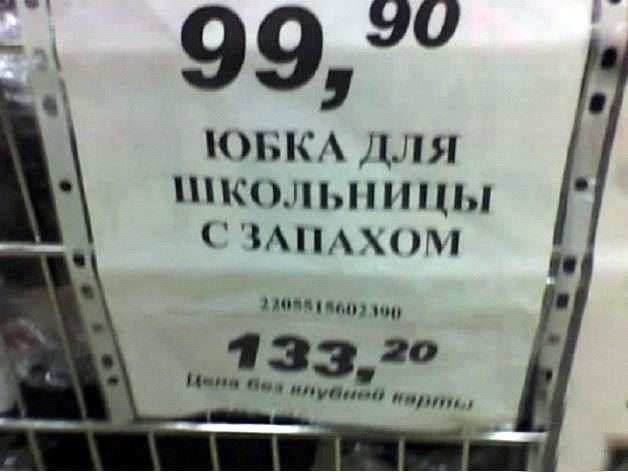 99,90
ЮБКА ДЛЯ
ШКОЛЬНИЦЫ
С ЗАПАХОМ
2205515602390
133,20
Цена без клубной карты